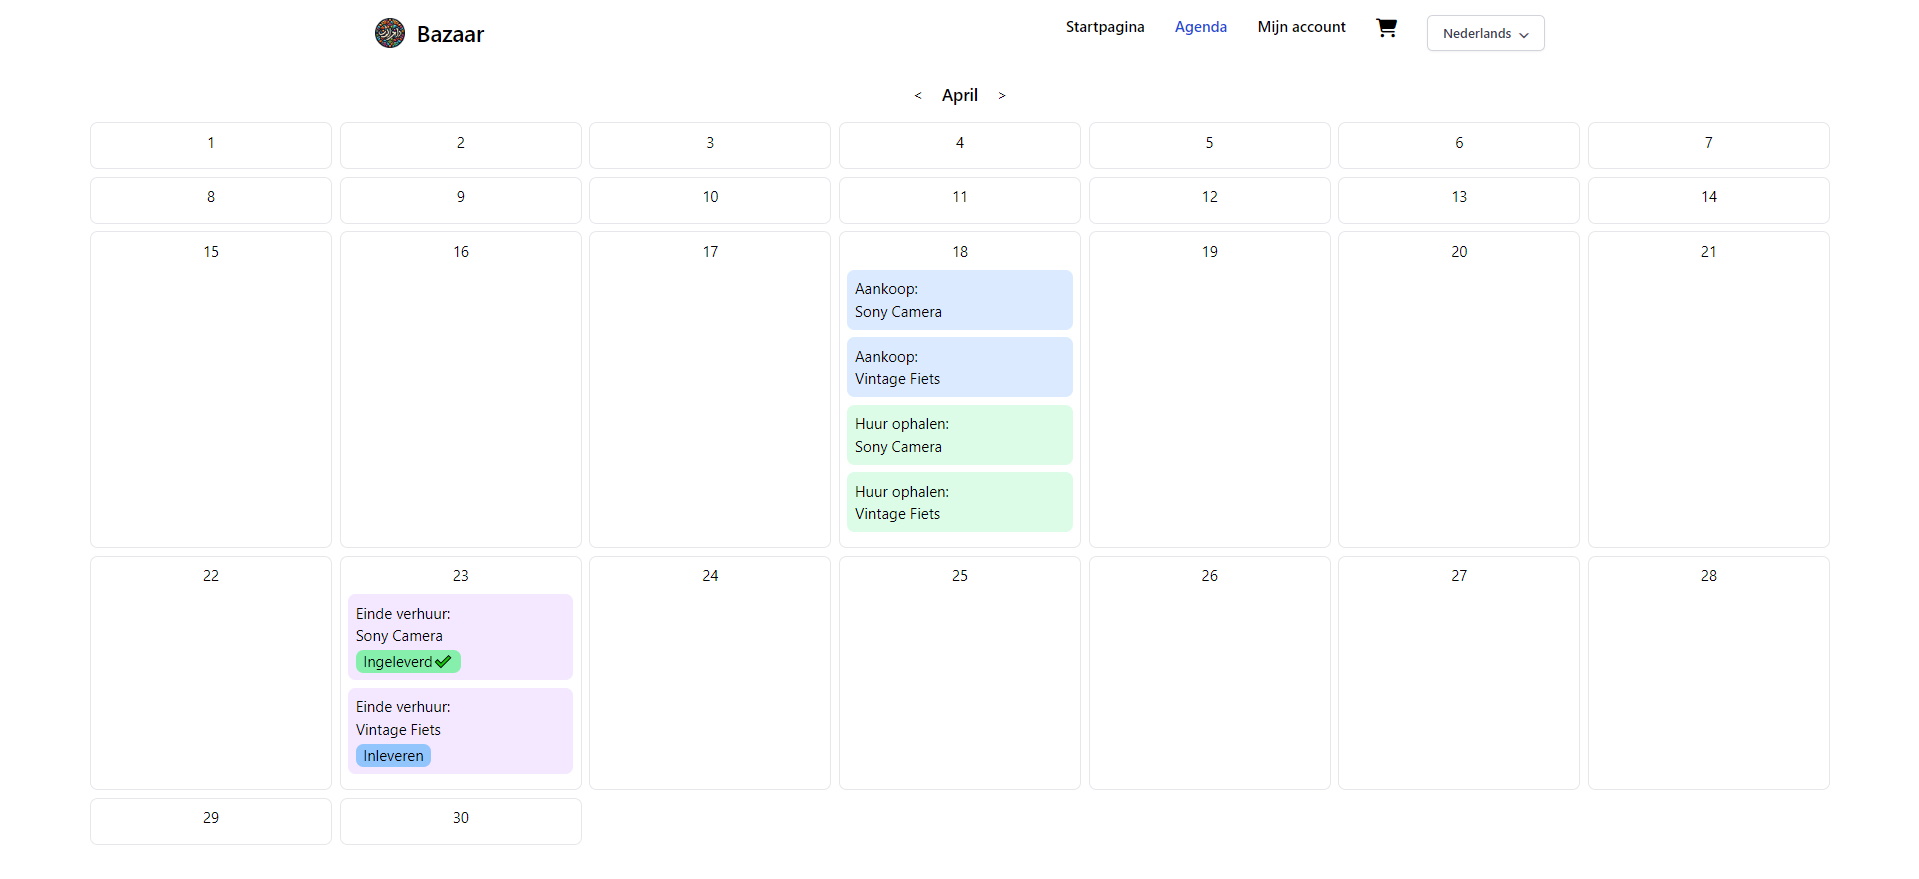 Bazaar
Startpagina
Agenda
Mijn account
Nederlands
< April >
1 2 3 4 5 6 7
8 9 10 11 12 13 14
15 16 17 18 19 20 21
Aankoop:
Sony Camera
Aankoop:
Vintage Fiets
Huur ophalen:
Sony Camera
Huur ophalen:
Vintage Fiets
22 23 24 25 26 27 28
Einde verhuur:
Sony Camera
Ingeleverd ✔
Einde verhuur:
Vintage Fiets
Inleveren
29 30